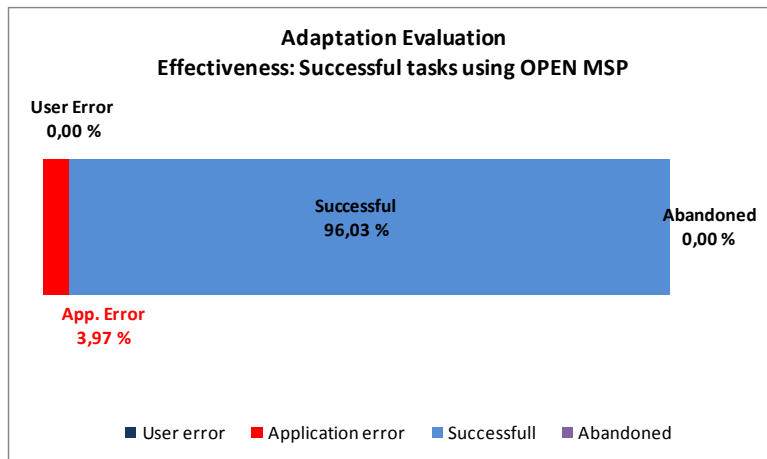 Adaptation Evaluation
Effectiveness: Successful tasks using OPEN MSP
User Error
0,00 %
Successful
96,03 %
Abandoned
0,00 %
App. Error
3,97 %
User error
Application error
Successfull
Abandoned